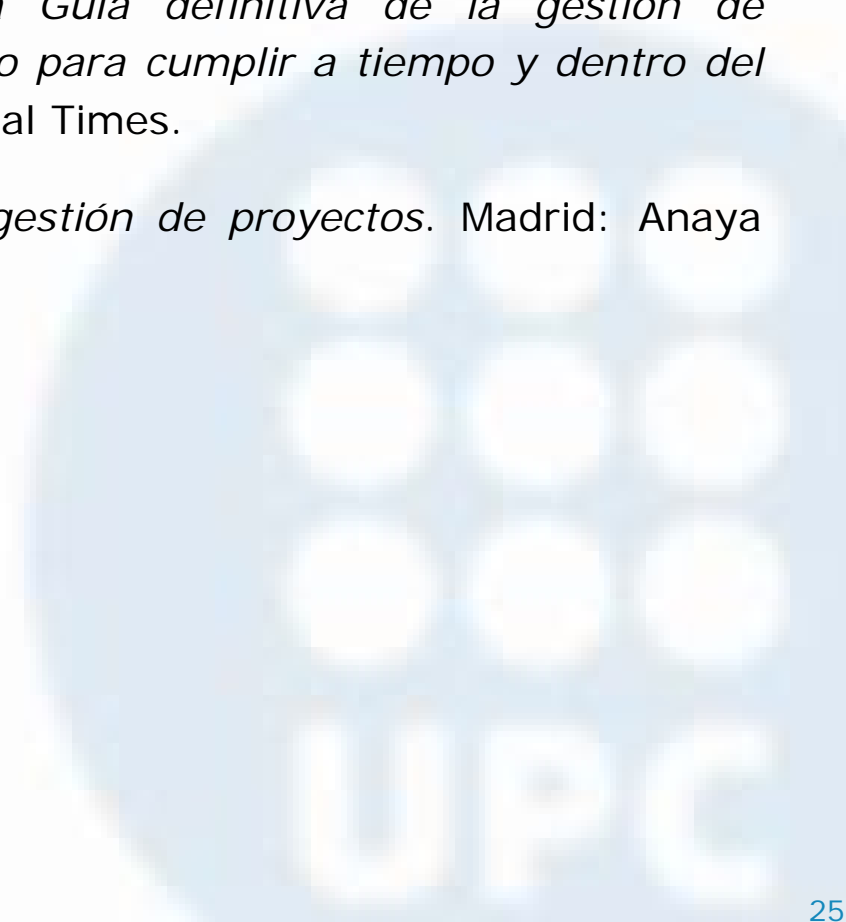 Guía definitiva de la gestión de
o para cumplir a tiempo y dentro del
al Times.
gestión de proyectos. Madrid: Anaya
UPC
25